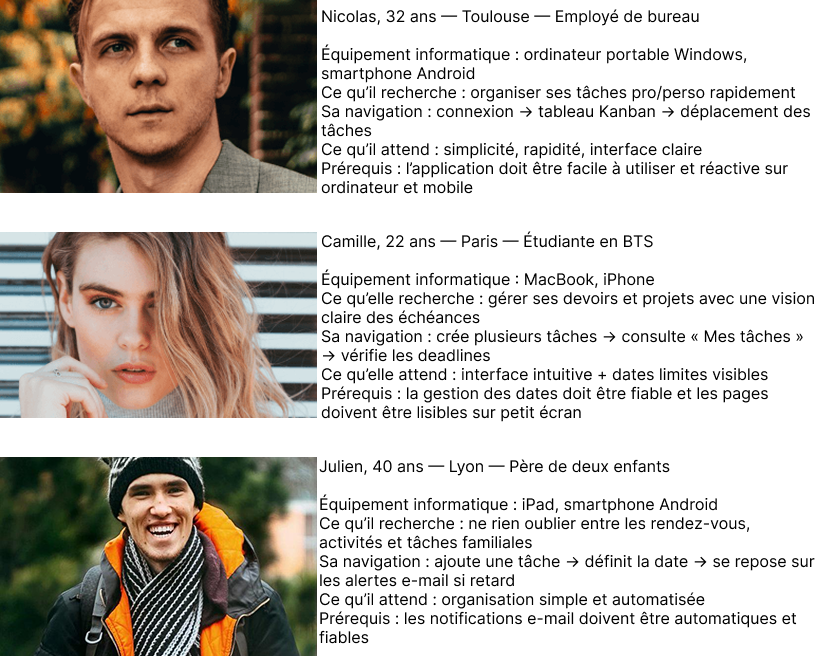 Nicolas, 32 ans — Toulouse — Employé de bureau
Équipement informatique : ordinateur portable Windows,
smartphone Android
Ce qu’il recherche : organiser ses tâches pro/perso rapidement
Sa navigation : connexion → tableau Kanban → déplacement des
tâches
Ce qu’il attend : simplicité, rapidité, interface claire
Prérequis : l’application doit être facile à utiliser et réactive sur
ordinateur et mobile
Camille, 22 ans — Paris — Étudiante en BTS
Équipement informatique : MacBook, iPhone
Ce qu’elle recherche : gérer ses devoirs et projets avec une vision
claire des échéances
Sa navigation : crée plusieurs tâches → consulte « Mes tâches »
→ vérifie les deadlines
Ce qu’elle attend : interface intuitive + dates limites visibles
Prérequis : la gestion des dates doit être fiable et les pages
doivent être lisibles sur petit écran
Julien, 40 ans — Lyon — Père de deux enfants
Équipement informatique : iPad, smartphone Android
Ce qu’il recherche : ne rien oublier entre les rendez-vous,
activités et tâches familiales
Sa navigation : ajoute une tâche → définit la date → se repose sur
les alertes e-mail si retard
Ce qu’il attend : organisation simple et automatisée
Prérequis : les notifications e-mail doivent être automatiques et
fiables